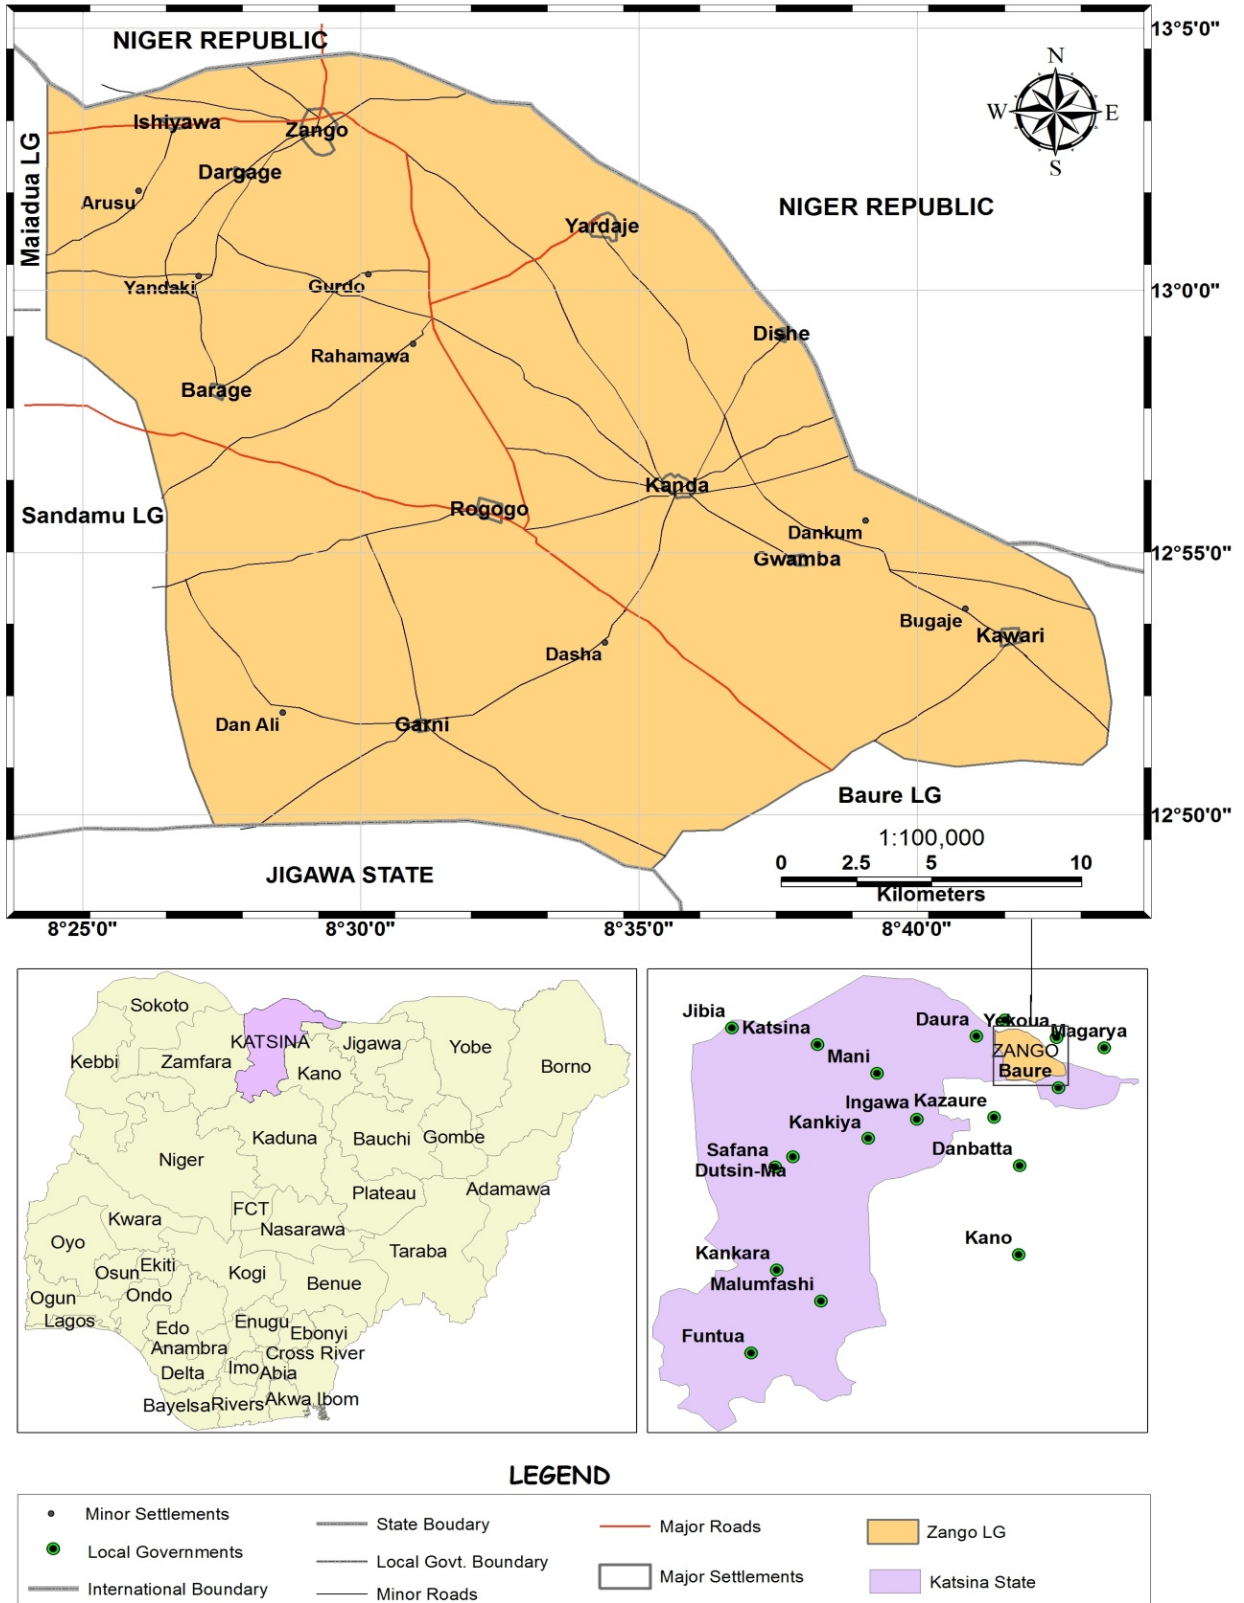 NIGER REPUBLIC
13°5'0"
N
W
E
S
Ishiyawa
Zango
Dargage
Arusu
Maiadua LG
NIGER REPUBLIC
Yardaje
Yandaki
Gurdo
13°0'0"
Dishe
Rahamawa
Barage
Kanda
Rogogo
Sandamu LG
Dankum
Gwamba
12°55'0"
Bugaje
Kawari
Dasha
Dan Ali
Garni
Baure LG
12°50'0"
1:100,000
0 2.5 5 10
Kilometers
JIGAWA STATE
8°25'0" 8°30'0" 8°35'0" 8°40'0"
Sokoto
KATSINA
Jigawa
Yobe
Borno
Kebbi
Zamfara
Kano
Kaduna
Bauchi
Gombe
Niger
Plateau
Adamawa
FCT
Kwara
Nasarawa
Oyo
Taraba
Osun
Ekiti
Kogi
Benue
Ogun
Ondo
Lagos
Edo
Enugu
Ebonyi
Anambra
Cross River
Delta
Imo
Abia
Bayelsa
Rivers
Akwa Ibom
Jibia
Katsina
Daura
Yekoua
Magarya
Mani
ZANGO
Baure
Ingawa
Kazaure
Kankiya
Safana
Danbatta
Dutsin-Ma
Kano
Kankara
Malumfashi
Funtua
LEGEND
Minor Settlements
Local Governments
International Boundary
State Boudary
Local Govt. Boundary
Minor Roads
Major Roads
Major Settlements
Zango LG
Katsina State